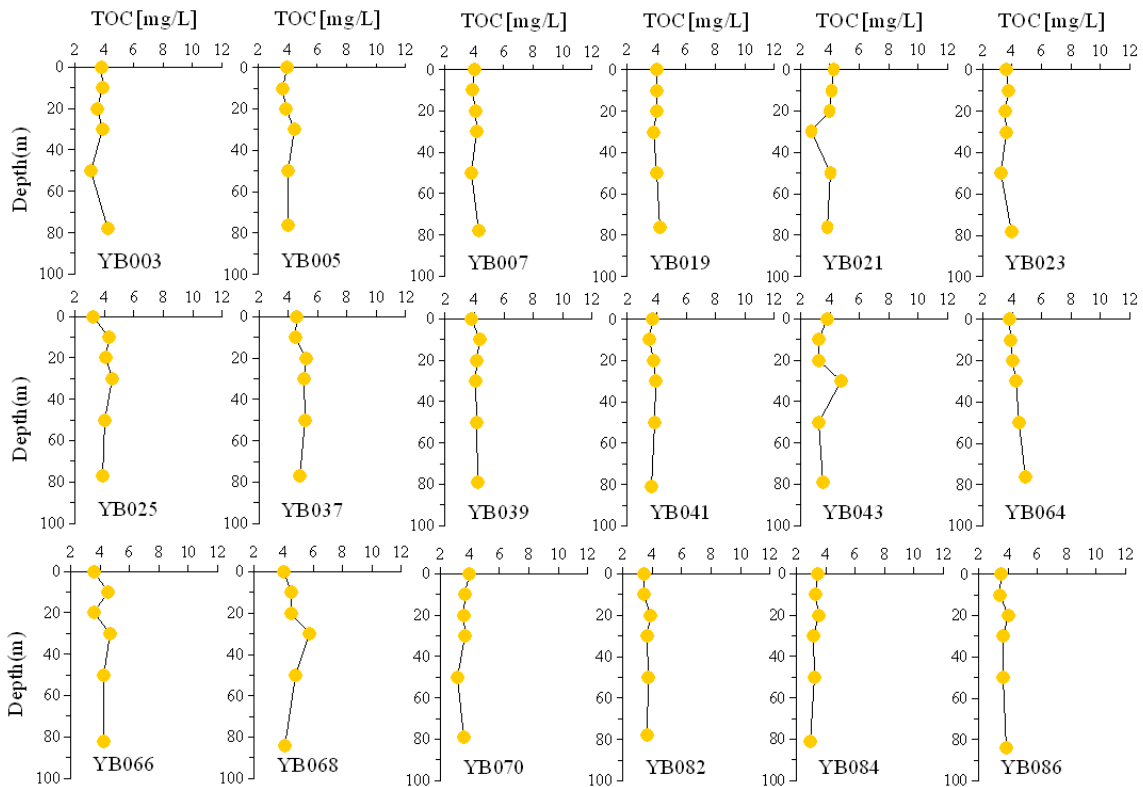 TOC [mg/L] TOC [mg/L] TOC [mg/L] TOC [mg/L] TOC [mg/L] TOC [mg/L]
2 4 6 8 10 12 2 4 6 8 10 12 2 4 6 8 10 12 2 4 6 8 10 12 2 4 6 8 10 12 2 4 6 8 10 12
0 0 0 0 0 0
20 20 20 20 20 20
40 40 40 40 40 40
Depth(m)
60 60 60 60 60 60
80 80 80 80 80 80
YB003 YB005 YB007 YB019 YB021 YB023
100 100 100 100 100 100
2 4 6 8 10 12 2 4 6 8 10 12 2 4 6 8 10 12 2 4 6 8 10 12 2 4 6 8 10 12 2 4 6 8 10 12
0 0 0 0 0 0
20 20 20 20 20 20
40 40 40 40 40 40
Depth(m)
60 60 60 60 60 60
80 80 80 80 80 80
YB025 YB037 YB039 YB041 YB043 YB064
100 100 100 100 100 100
2 4 6 8 10 12 2 4 6 8 10 12 2 4 6 8 10 12 2 4 6 8 10 12 2 4 6 8 10 12 2 4 6 8 10 12
0 0 0 0 0 0
20 20 20 20 20 20
40 40 40 40 40 40
Depth(m)
60 60 60 60 60 60
80 80 80 80 80 80
YB066 YB068 YB070 YB082 YB084 YB086
100 100 100 100 100 100